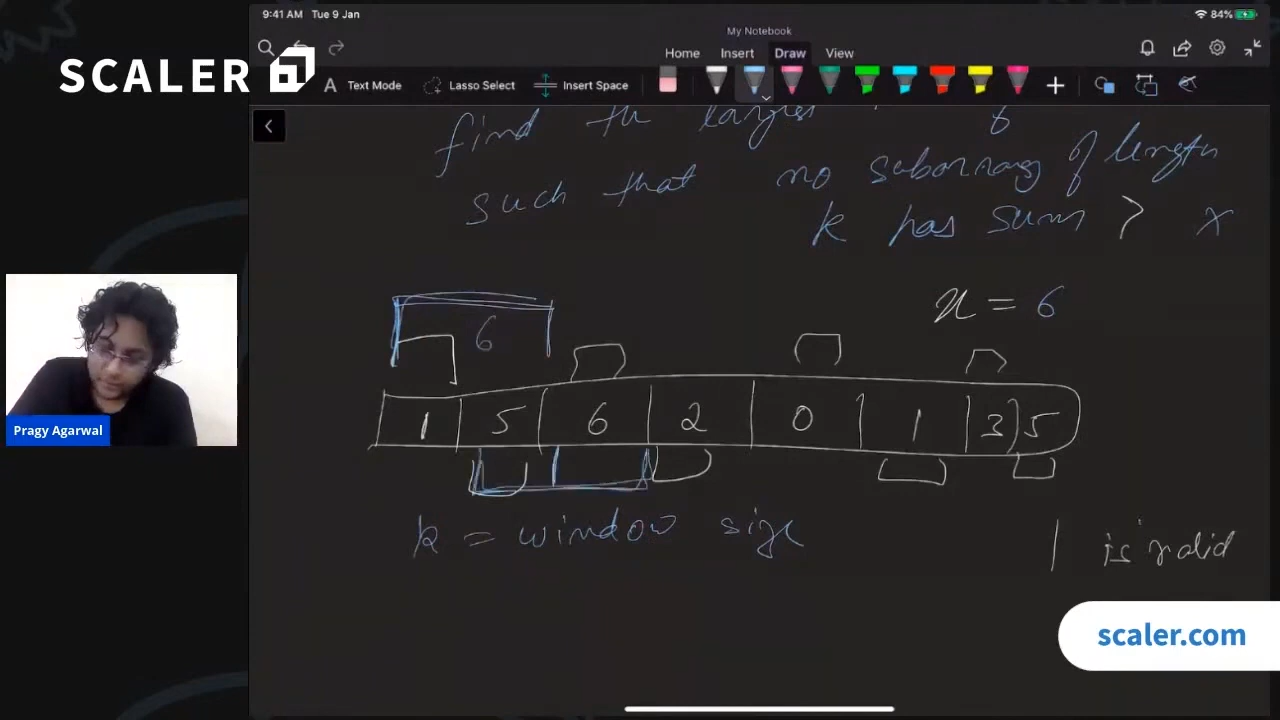 9:41 AM Tue 9 Jan
84%
My Notebook
SCALER
Home Insert Draw View
Text Mode Lasso Select Insert Space
find the largest
such that no subarray of length
k has sum > x
x = 6
6
1 5 6 2 0 1 3 5
Pragy Agarwal
k = window size
1 is valid
scaler.com